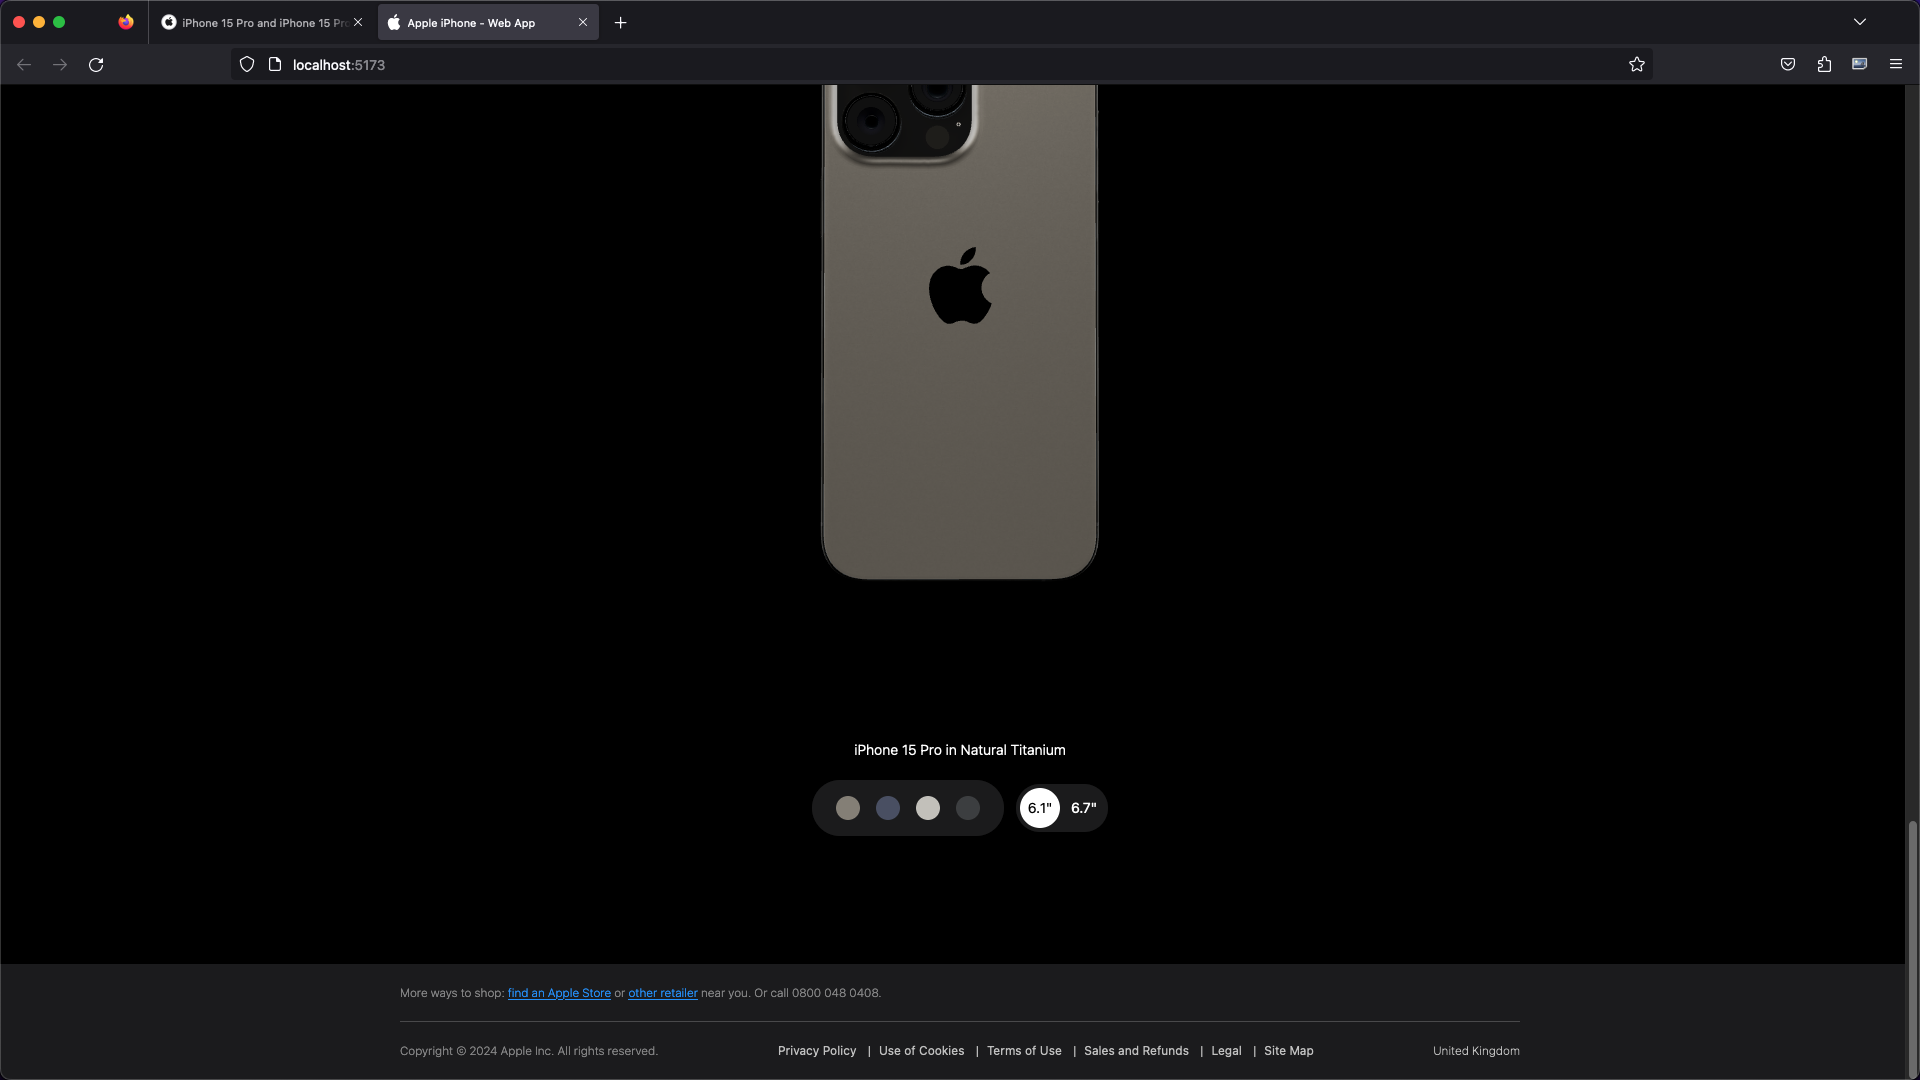 iPhone 15 Pro and iPhone 15 Pro
Apple iPhone - Web App
localhost:5173
iPhone 15 Pro in Natural Titanium
6.1" 6.7"
More ways to shop: find an Apple Store or other retailer near you. Or call 0800 048 0408.
Copyright © 2024 Apple Inc. All rights reserved. Privacy Policy | Use of Cookies | Terms of Use | Sales and Refunds | Legal | Site Map United Kingdom